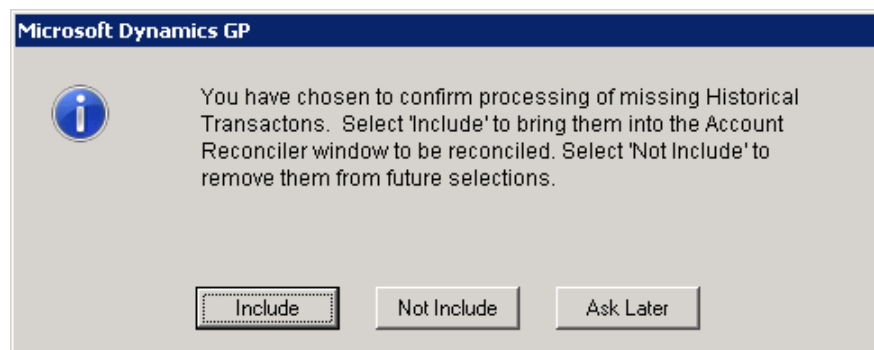 Microsoft Dynamics GP
You have chosen to confirm processing of missing Historical
Transactons.  Select 'Include' to bring them into the Account
Reconciler window to be reconciled. Select 'Not Include' to
remove them from future selections.
Include Not Include Ask Later